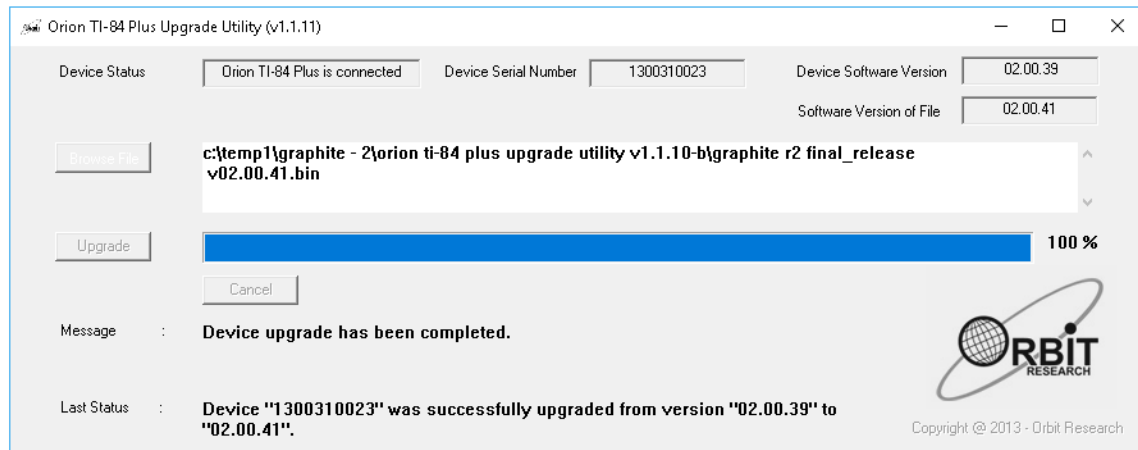 Orion TI-84 Plus Upgrade Utility (v1.1.11)
Device Status Orion TI-84 Plus is connected Device Serial Number 1300310023 Device Software Version 02.00.39
Software Version of File 02.00.41
Browse File c:\temp1\graphite - 2\orion ti-84 plus upgrade utility v1.1.10-b\graphite r2 final_release
v02.00.41.bin
Upgrade 100 %
Cancel
Message : Device upgrade has been completed.
ORBIT
RESEARCH
Last Status : Device "1300310023" was successfully upgraded from version "02.00.39" to
"02.00.41".
Copyright @ 2013 - Orbit Research